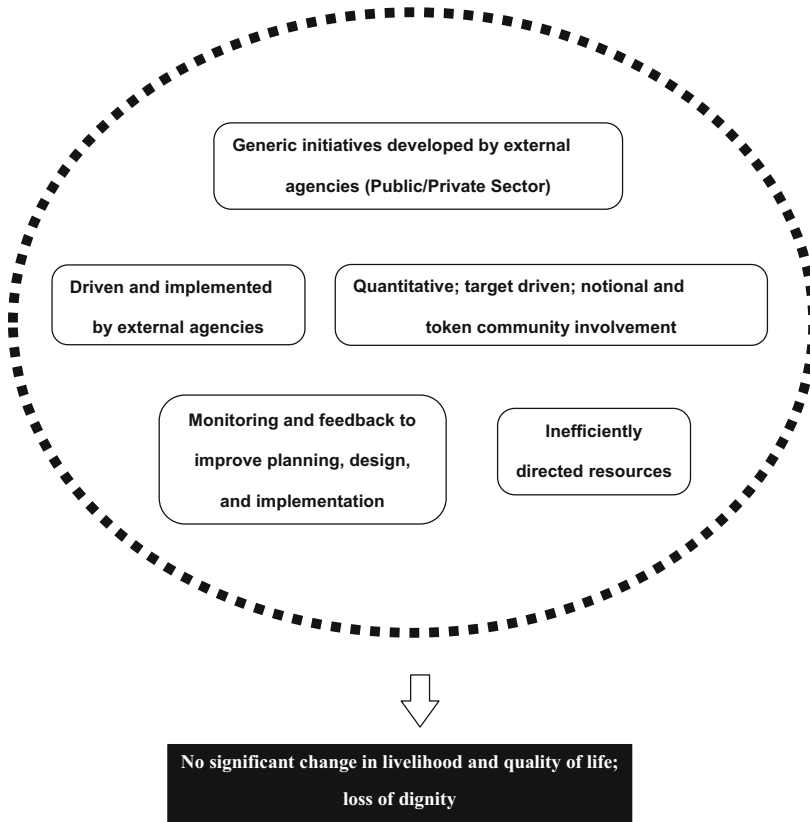 Generic initiatives developed by external
agencies (Public/Private Sector)
Driven and implemented
by external agencies
Quantitative; target driven; notional and
token community involvement
Monitoring and feedback to
improve planning, design,
and implementation
Inefficiently
directed resources
No significant change in livelihood and quality of life;
loss of dignity